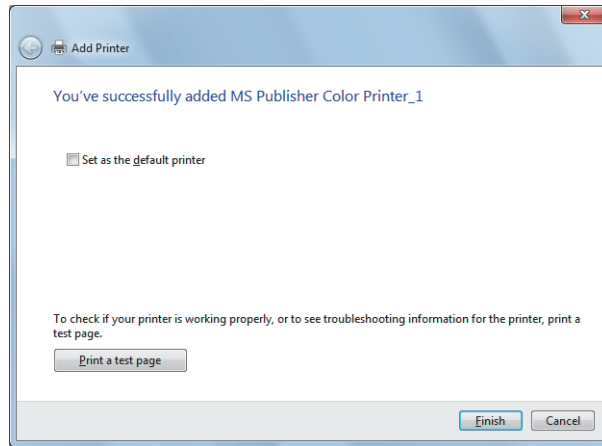 Add Printer
You've successfully added MS Publisher Color Printer_1
Set as the default printer
To check if your printer is working properly, or to see troubleshooting information for the printer, print a
test page.
Print a test page
Finish Cancel